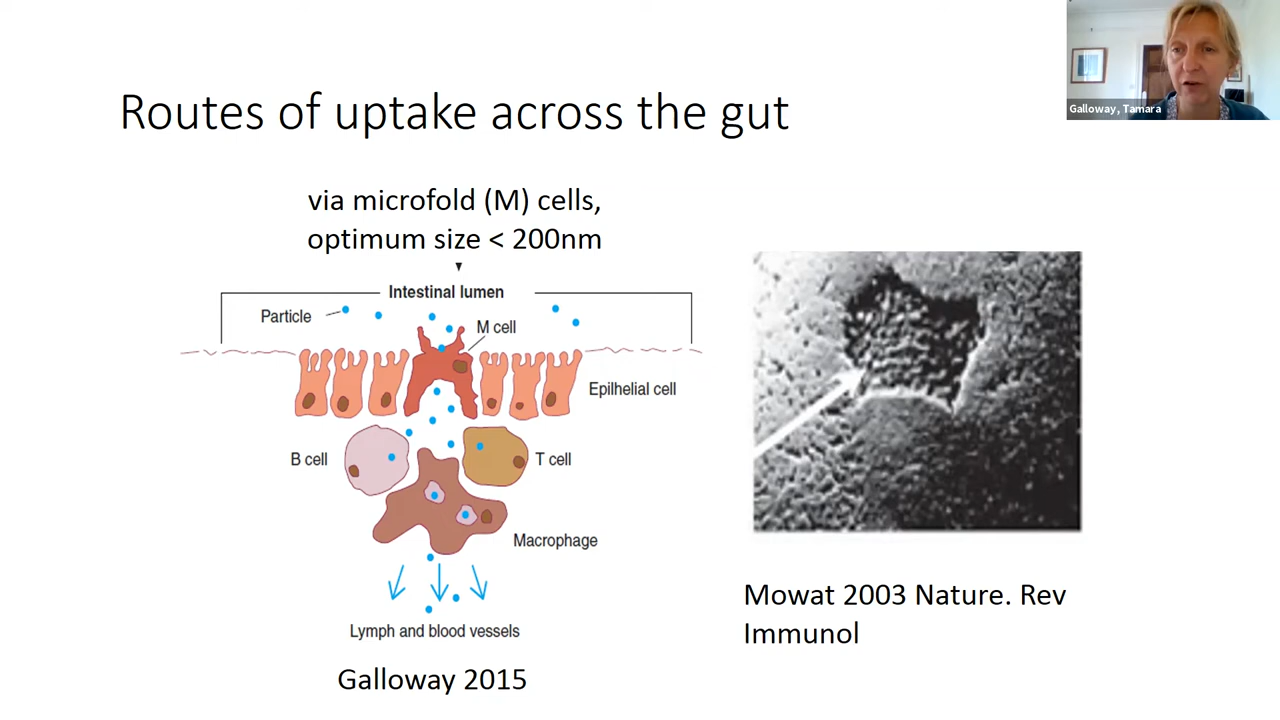 Galloway, Tamara
Routes of uptake across the gut
via microfold (M) cells,
optimum size < 200nm
Intestinal lumen
Particle
M cell
Epilhelial cell
B cell
T cell
Macrophage
Lymph and blood vessels
Galloway 2015
Mowat 2003 Nature. Rev
Immunol